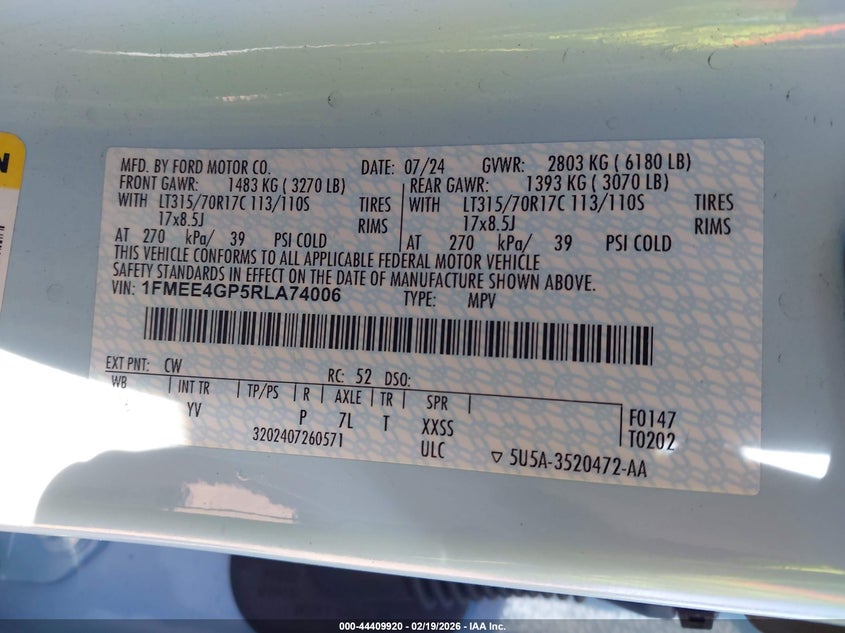 N
MFD. BY FORD MOTOR CO. DATE: 07/24 GVWR: 2803 KG ( 6180 LB)
FRONT GAWR: 1483 KG ( 3270 LB) REAR GAWR: 1393 KG ( 3070 LB)
WITH LT315/70R17C 113/110S TIRES WITH LT315/70R17C 113/110S TIRES
17x8.5J RIMS 17x8.5J RIMS
AT 270 kPa/ 39 PSI COLD AT 270 kPa/ 39 PSI COLD
THIS VEHICLE CONFORMS TO ALL APPLICABLE FEDERAL MOTOR VEHICLE
SAFETY STANDARDS IN EFFECT ON THE DATE OF MANUFACTURE SHOWN ABOVE.
VIN: 1FMEE4GP5RLA74006 TYPE: MPV
EXT PNT: CW RC: 52 DSO:
WB INT TR TP/PS R AXLE TR SPR F0147
YV P 7L T XXSS T0202
3202407260571 ULC ▽ 5U5A-3520472-AA
000-44409920 - 02/19/2026 - IAA Inc.